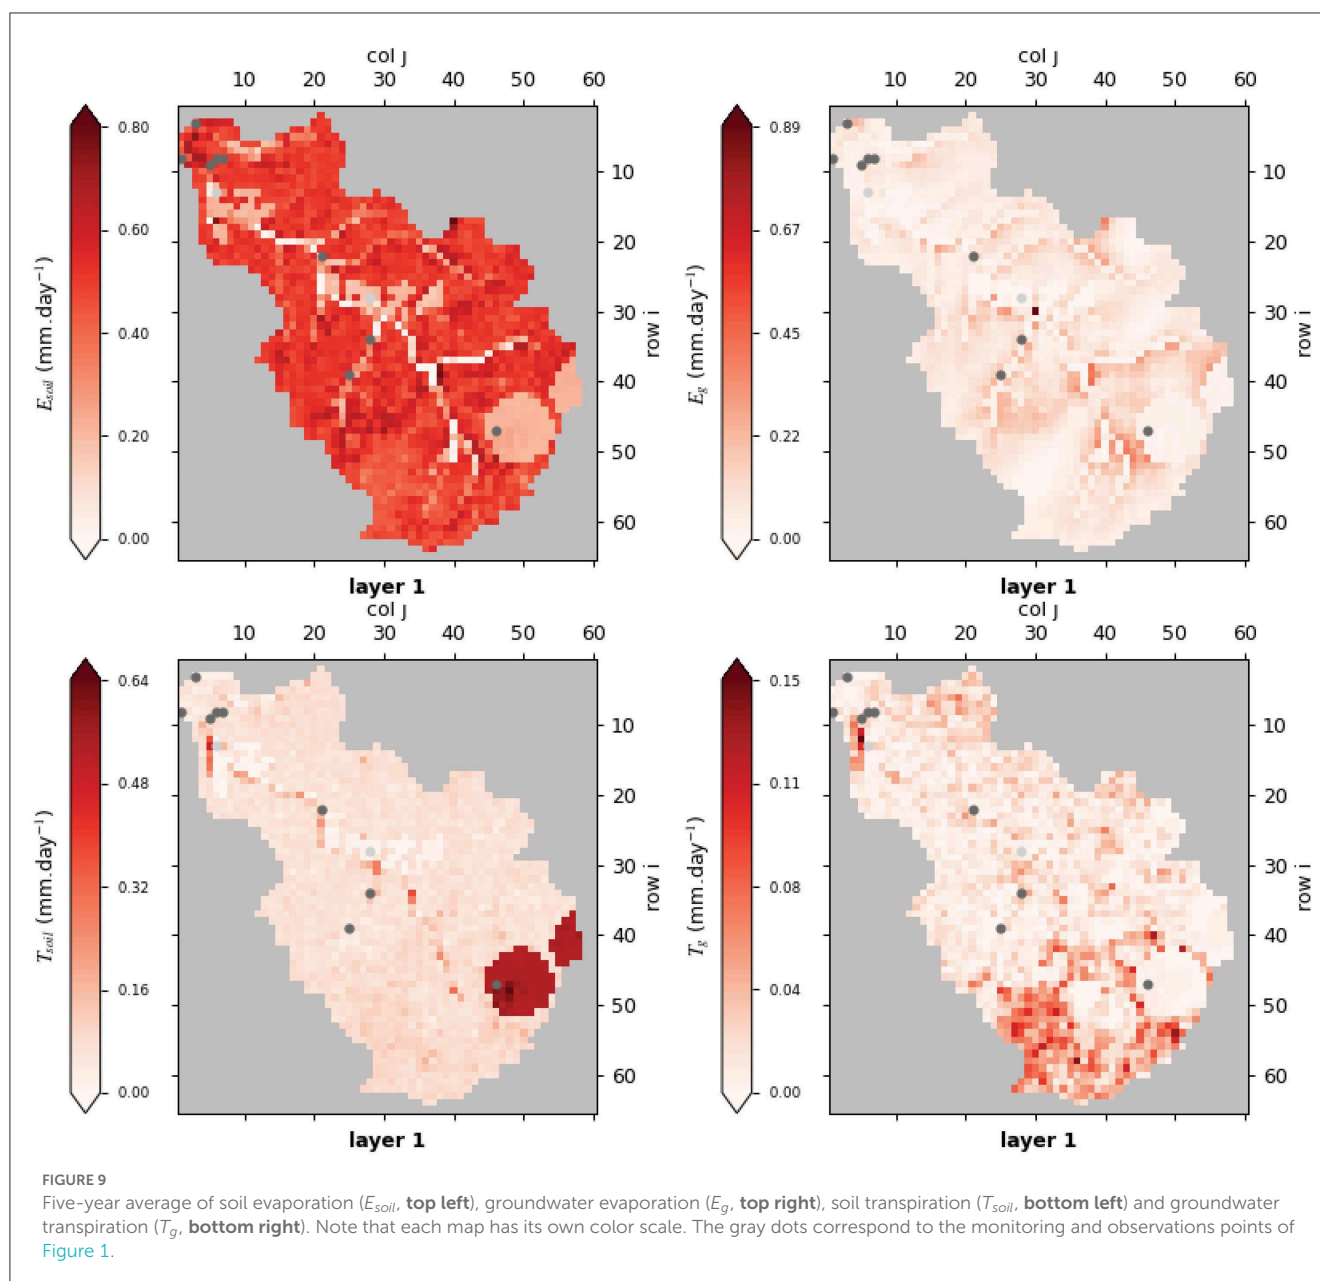 col J
col J
10 20 30 40 50 60
10 20 30 40 50 60
0.80
0.60
0.40
0.20
0.00
E_soil (mm.day⁻¹)
10
20
30
40
50
60
row i
0.89
0.67
0.45
0.22
0.00
E_g (mm.day⁻¹)
10
20
30
40
50
60
row i
layer 1
layer 1
col J
col J
10 20 30 40 50 60
10 20 30 40 50 60
0.64
0.48
0.32
0.16
0.00
T_soil (mm.day⁻¹)
10
20
30
40
50
60
row i
0.15
0.11
0.08
0.04
0.00
T_g (mm.day⁻¹)
10
20
30
40
50
60
row i
layer 1
layer 1
FIGURE 9
Five-year average of soil evaporation (E_soil, top left), groundwater evaporation (E_g, top right), soil transpiration (T_soil, bottom left) and groundwater
transpiration (T_g, bottom right). Note that each map has its own color scale. The gray dots correspond to the monitoring and observations points of
Figure 1.